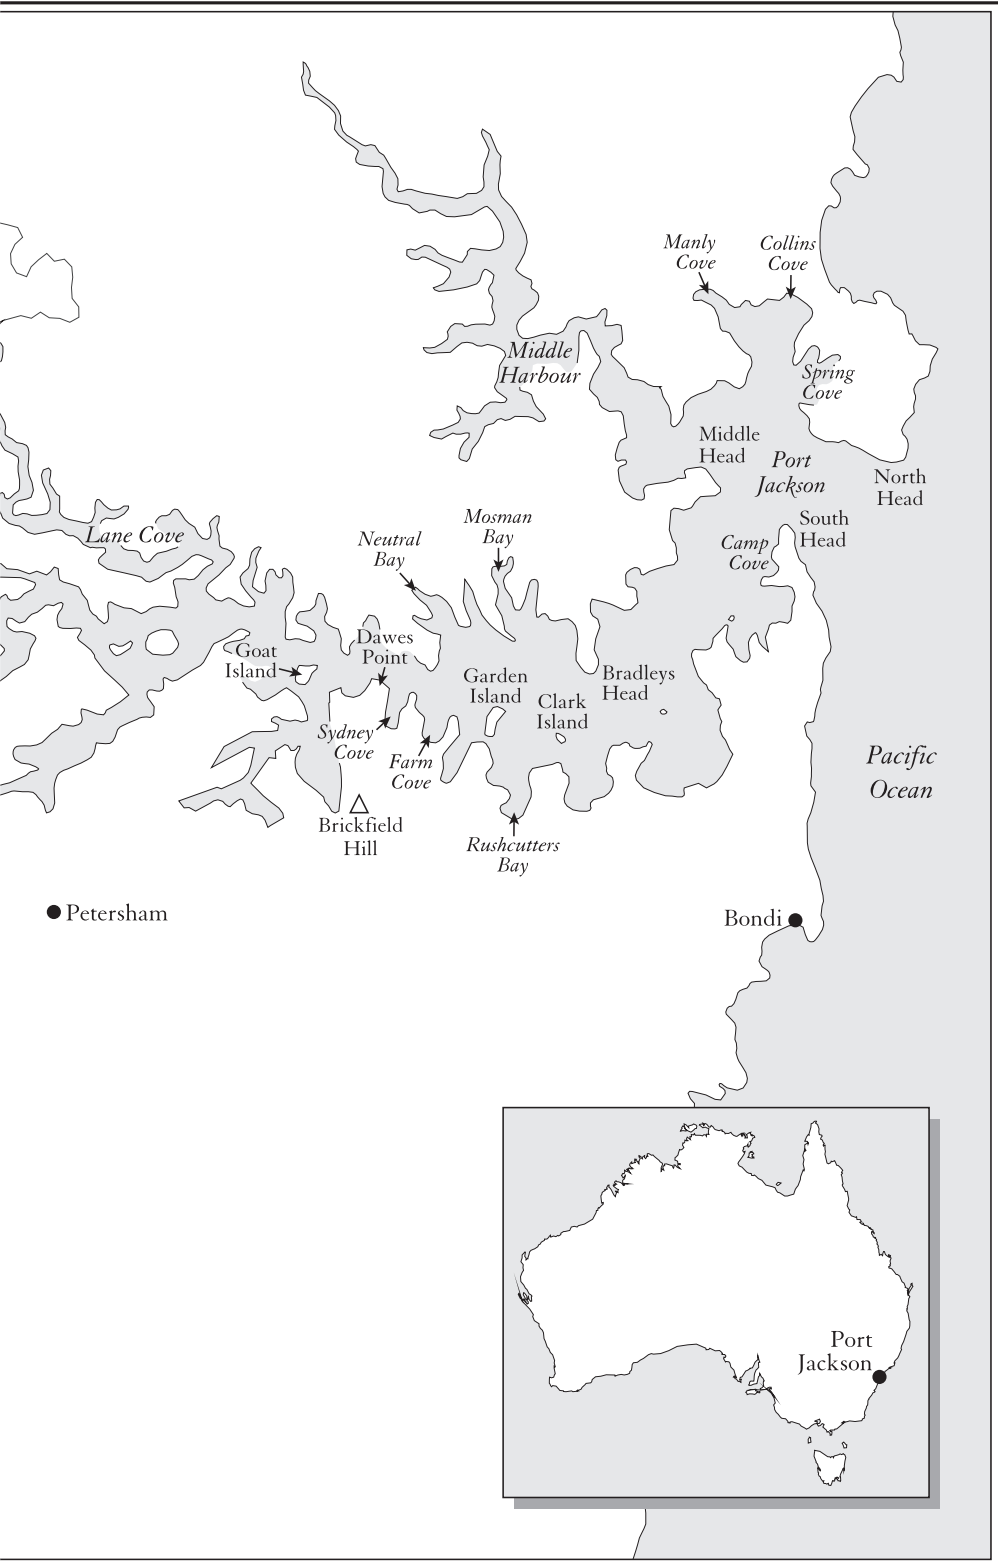 Manly
Cove
Collins
Cove
Middle
Harbour
Spring
Cove
Middle
Head
Port
Jackson
North
Head
South
Head
Camp
Cove
Mosman
Bay
Neutral
Bay
Lane Cove
Dawes
Point
Goat
Island
Garden
Island
Clark
Island
Bradleys
Head
Sydney
Cove
Farm
Cove
Pacific
Ocean
Brickfield
Hill
Rushcutters
Bay
Petersham
Bondi
Port
Jackson